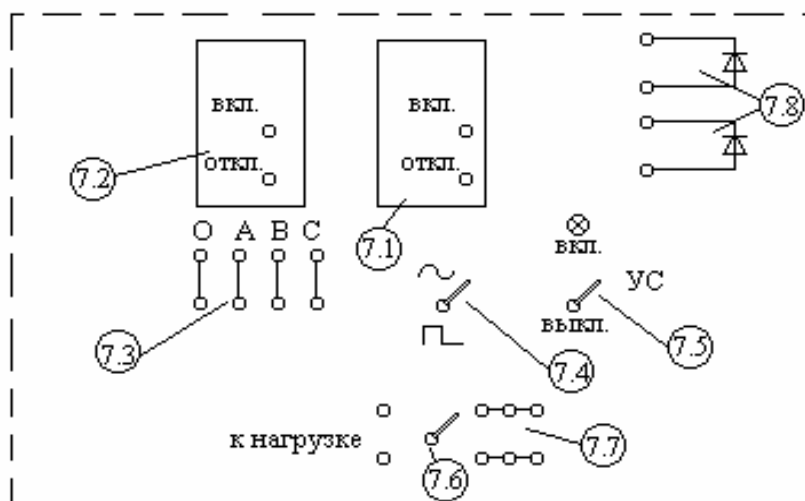 ВКЛ.
ОТКЛ.
7.2
ВКЛ.
ОТКЛ.
7.1
7.8
О А В С
7.3
7.4
ВКЛ.
УС
ВЫКЛ.
7.5
к нагрузке
7.6
7.7